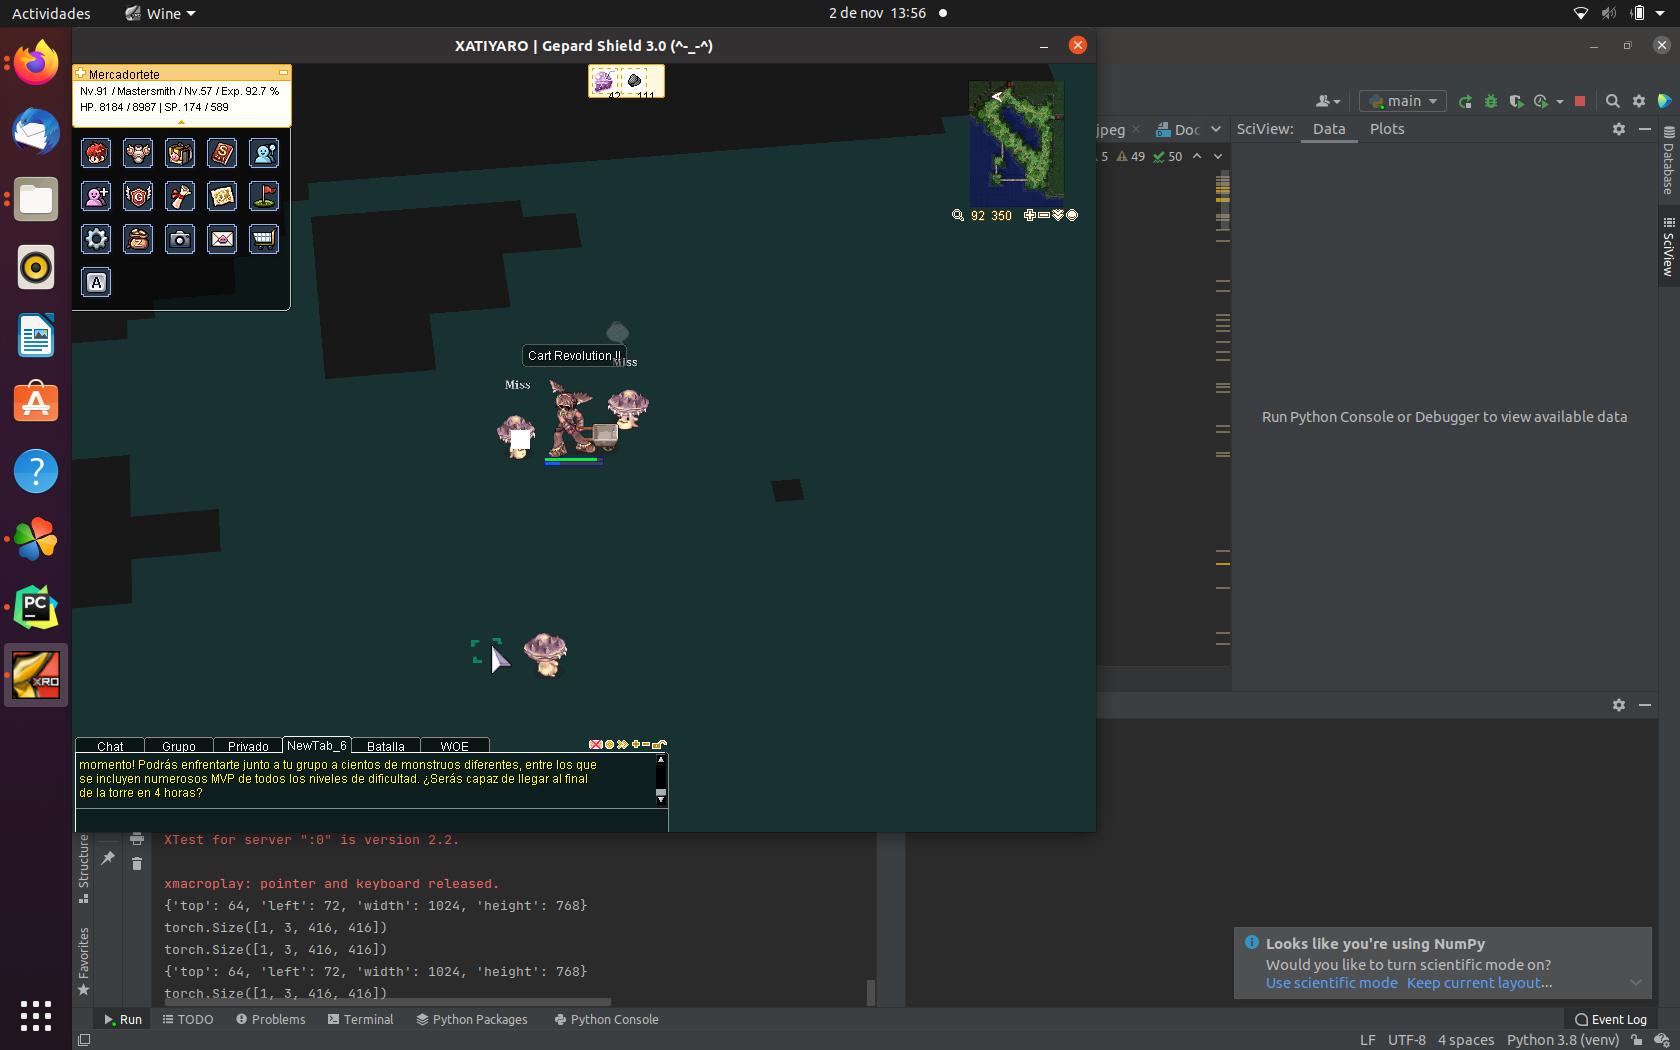 Actividades
Wine
2 de nov 13:56
XATIYARO | Gepard Shield 3.0 (^-_-^)
Mercadortete
Nv.91 / Mastersmith / Nv.57 / Exp. 92.7 %
HP. 8184 / 8987 | SP. 174 / 589
42 111
92 350
Cart Revolution !!
Miss
Miss
Chat
Grupo
Privado
NewTab_6
Batalla
WOE
momento! Podrás enfrentarte junto a tu grupo a cientos de monstruos diferentes, entre los que
se incluyen numerosos MVP de todos los niveles de dificultad. ¿Serás capaz de llegar al final
de la torre en 4 horas?
PC
XRO
A
main
jpeg
Doc
SciView:
Data
Plots
5 49 50
Database
SciView
Run Python Console or Debugger to view available data
XTest for server ":0" is version 2.2.
xmacroplay: pointer and keyboard released.
{'top': 64, 'left': 72, 'width': 1024, 'height': 768}
torch.Size([1, 3, 416, 416])
torch.Size([1, 3, 416, 416])
{'top': 64, 'left': 72, 'width': 1024, 'height': 768}
torch.Size([1, 3, 416, 416])
Structure
Favorites
Looks like you're using NumPy
Would you like to turn scientific mode on?
Use scientific mode Keep current layout...
Run
TODO
Problems
Terminal
Python Packages
Python Console
Event Log
LF UTF-8 4 spaces Python 3.8 (venv)